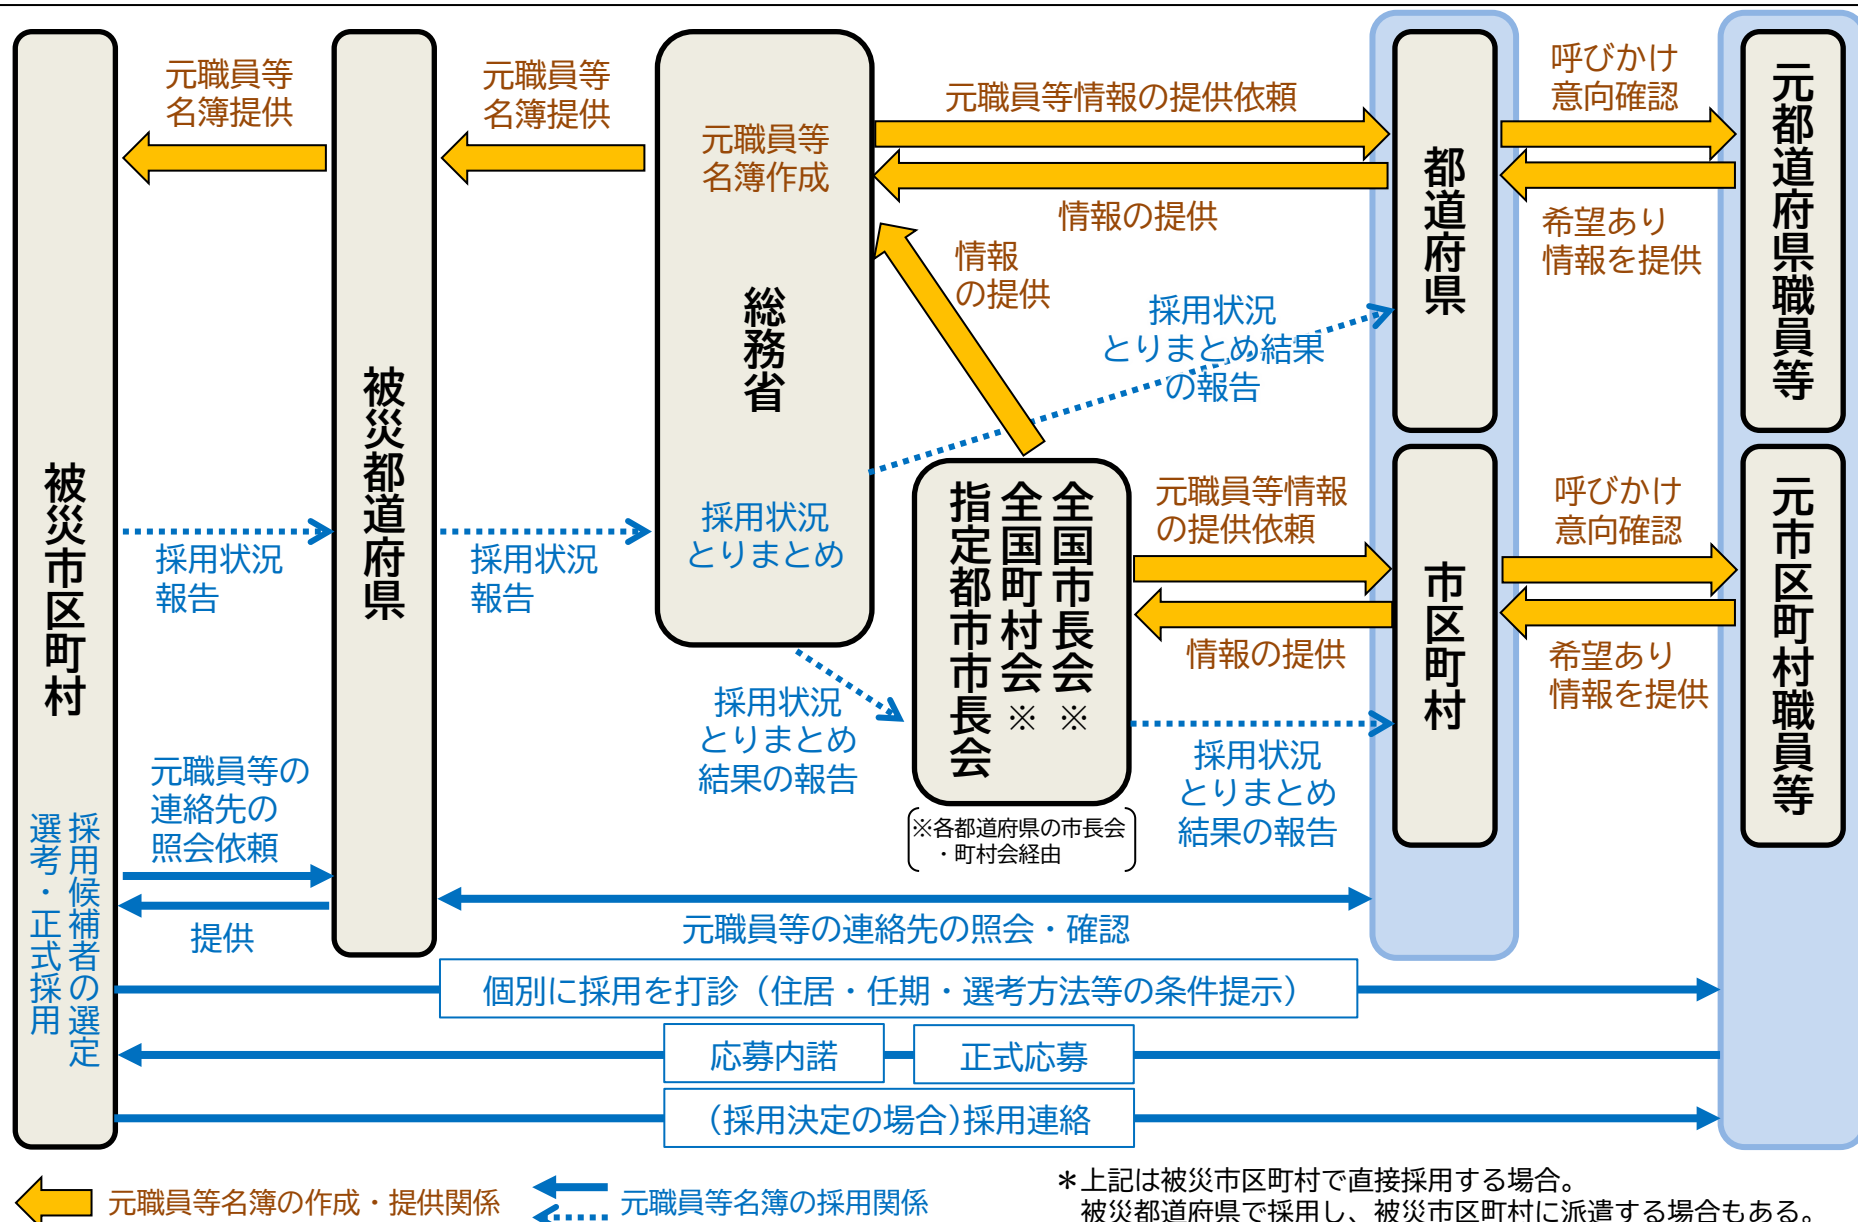 元職員等
名簿提供
元職員等
名簿提供
元職員等
名簿作成
総務省
採用状況
とりまとめ
元職員等情報の提供依頼
情報の提供
情報
の提供
採用状況
とりまとめ結果
の報告
都道府県
呼びかけ
意向確認
希望あり
情報を提供
元都道府県職員等
被災市区町村
採用候補者の選定
選考・正式採用
被災都道府県
採用状況
報告
採用状況
報告
全国市長会※
全国町村会※
指定都市市長会
※各都道府県の市長会
・町村会経由
元職員等情報
の提供依頼
情報の提供
市区町村
呼びかけ
意向確認
希望あり
情報を提供
元市区町村職員等
採用状況
とりまとめ
結果の報告
採用状況
とりまとめ
結果の報告
元職員等の
連絡先の
照会依頼
提供
元職員等の連絡先の照会・確認
個別に採用を打診（住居・任期・選考方法等の条件提示）
応募内諾
正式応募
（採用決定の場合）採用連絡
元職員等名簿の作成・提供関係
元職員等名簿の採用関係
＊上記は被災市区町村で直接採用する場合。
被災都道府県で採用し、被災市区町村に派遣する場合もある。